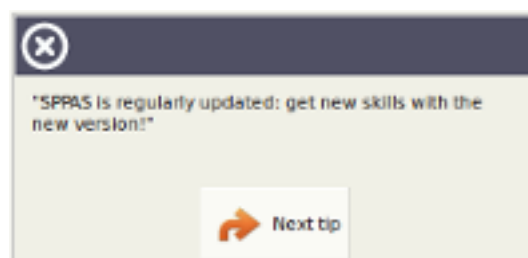 "SPPAS is regularly updated: get new skills with the
new version!"
Next tip